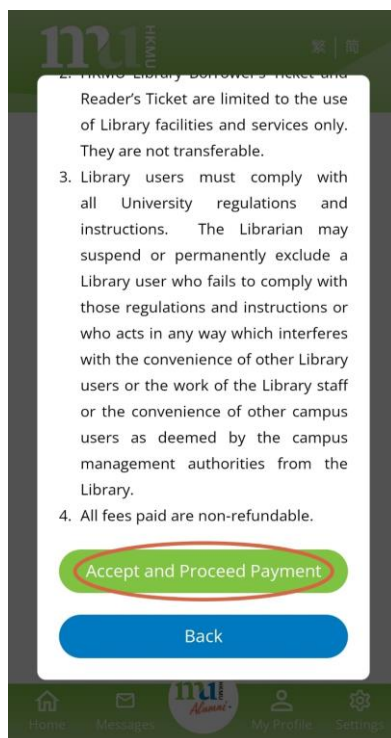 mu HKMU
繁 | 简
2. HKMU Library Borrower's Ticket and
Reader's Ticket are limited to the use
of Library facilities and services only.
They are not transferable.
3. Library users must comply with
all University regulations and
instructions. The Librarian may
suspend or permanently exclude a
Library user who fails to comply with
those regulations and instructions or
who acts in any way which interferes
with the convenience of other Library
users or the work of the Library staff
or the convenience of other campus
users as deemed by the campus
management authorities from the
Library.
4. All fees paid are non-refundable.
Accept and Proceed Payment
Back
mu HKMU
Alumni+
Home Messages My Profile Settings